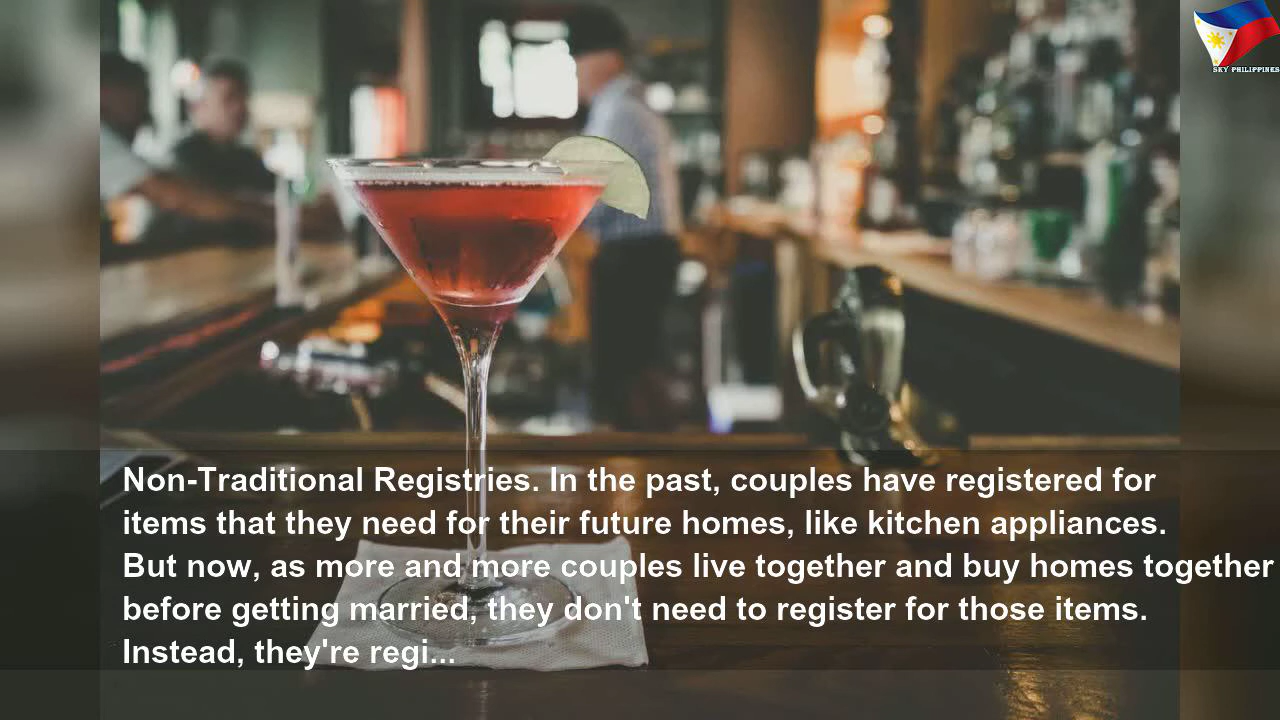 SKY PHILIPPINES
Non-Traditional Registries. In the past, couples have registered for
items that they need for their future homes, like kitchen appliances.
But now, as more and more couples live together and buy homes together
before getting married, they don't need to register for those items.
Instead, they're regi...